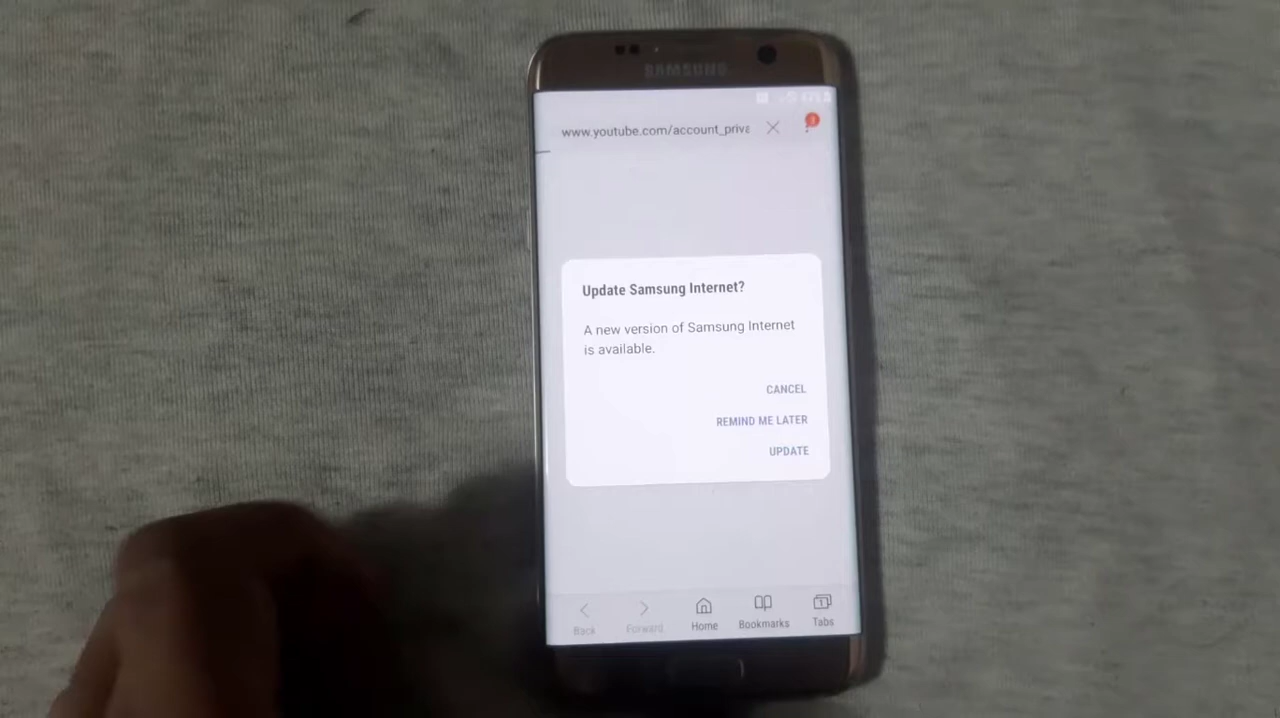 SAMSUNG
www.youtube.com/account_priva
Update Samsung Internet?
A new version of Samsung Internet
is available.
CANCEL
REMIND ME LATER
UPDATE
1
Back
Forward
Home
Bookmarks
Tabs